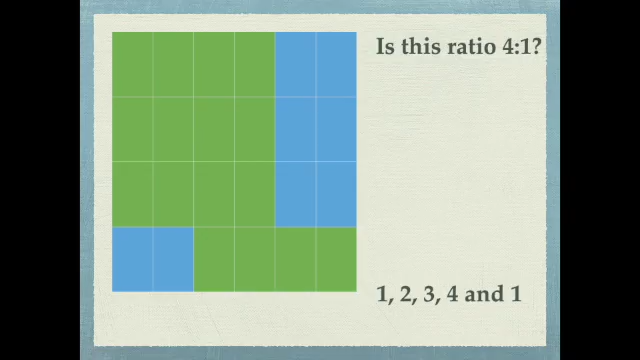 Is this ratio 4:1?
1, 2, 3, 4 and 1